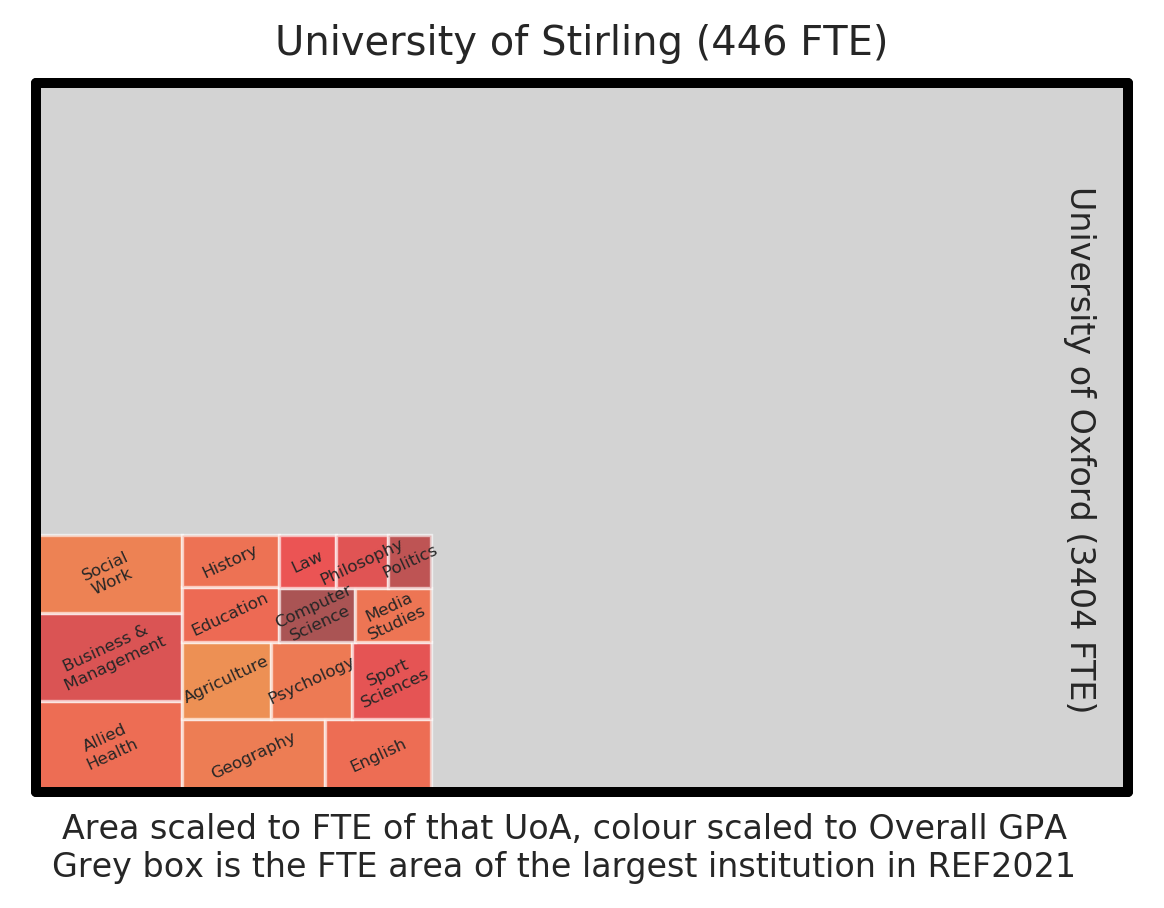 University of Stirling (446 FTE)
University of Oxford (3404 FTE)
Social
Work
History
Law
Philosophy
Politics
Business &
Management
Education
Computer
Science
Media
Studies
Agriculture
Psychology
Sport
Sciences
Allied
Health
Geography
English
Area scaled to FTE of that UoA, colour scaled to Overall GPA
Grey box is the FTE area of the largest institution in REF2021